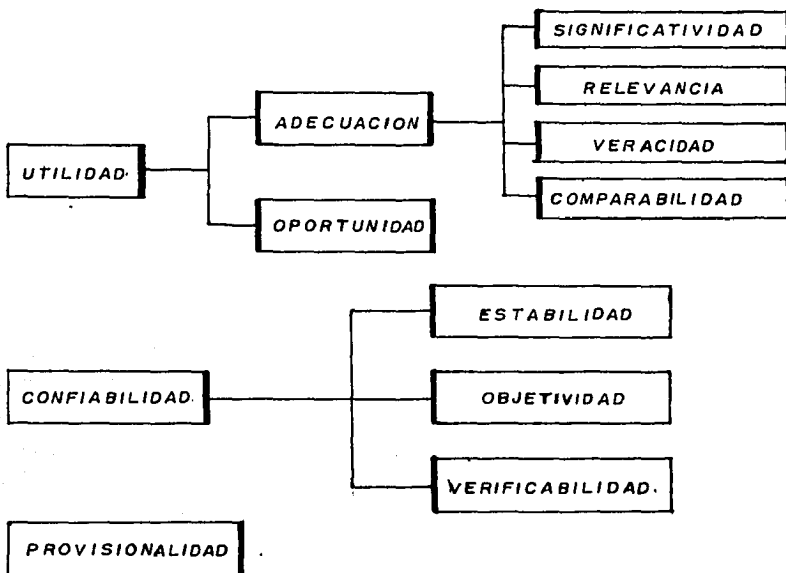 SIGNIFICATIVIDAD
RELEVANCIA
ADECUACION
VERACIDAD
UTILIDAD.
COMPARABILIDAD
OPORTUNIDAD
ESTABILIDAD
CONFIABILIDAD.
OBJETIVIDAD
VERIFICABILIDAD.
PROVISIONALIDAD